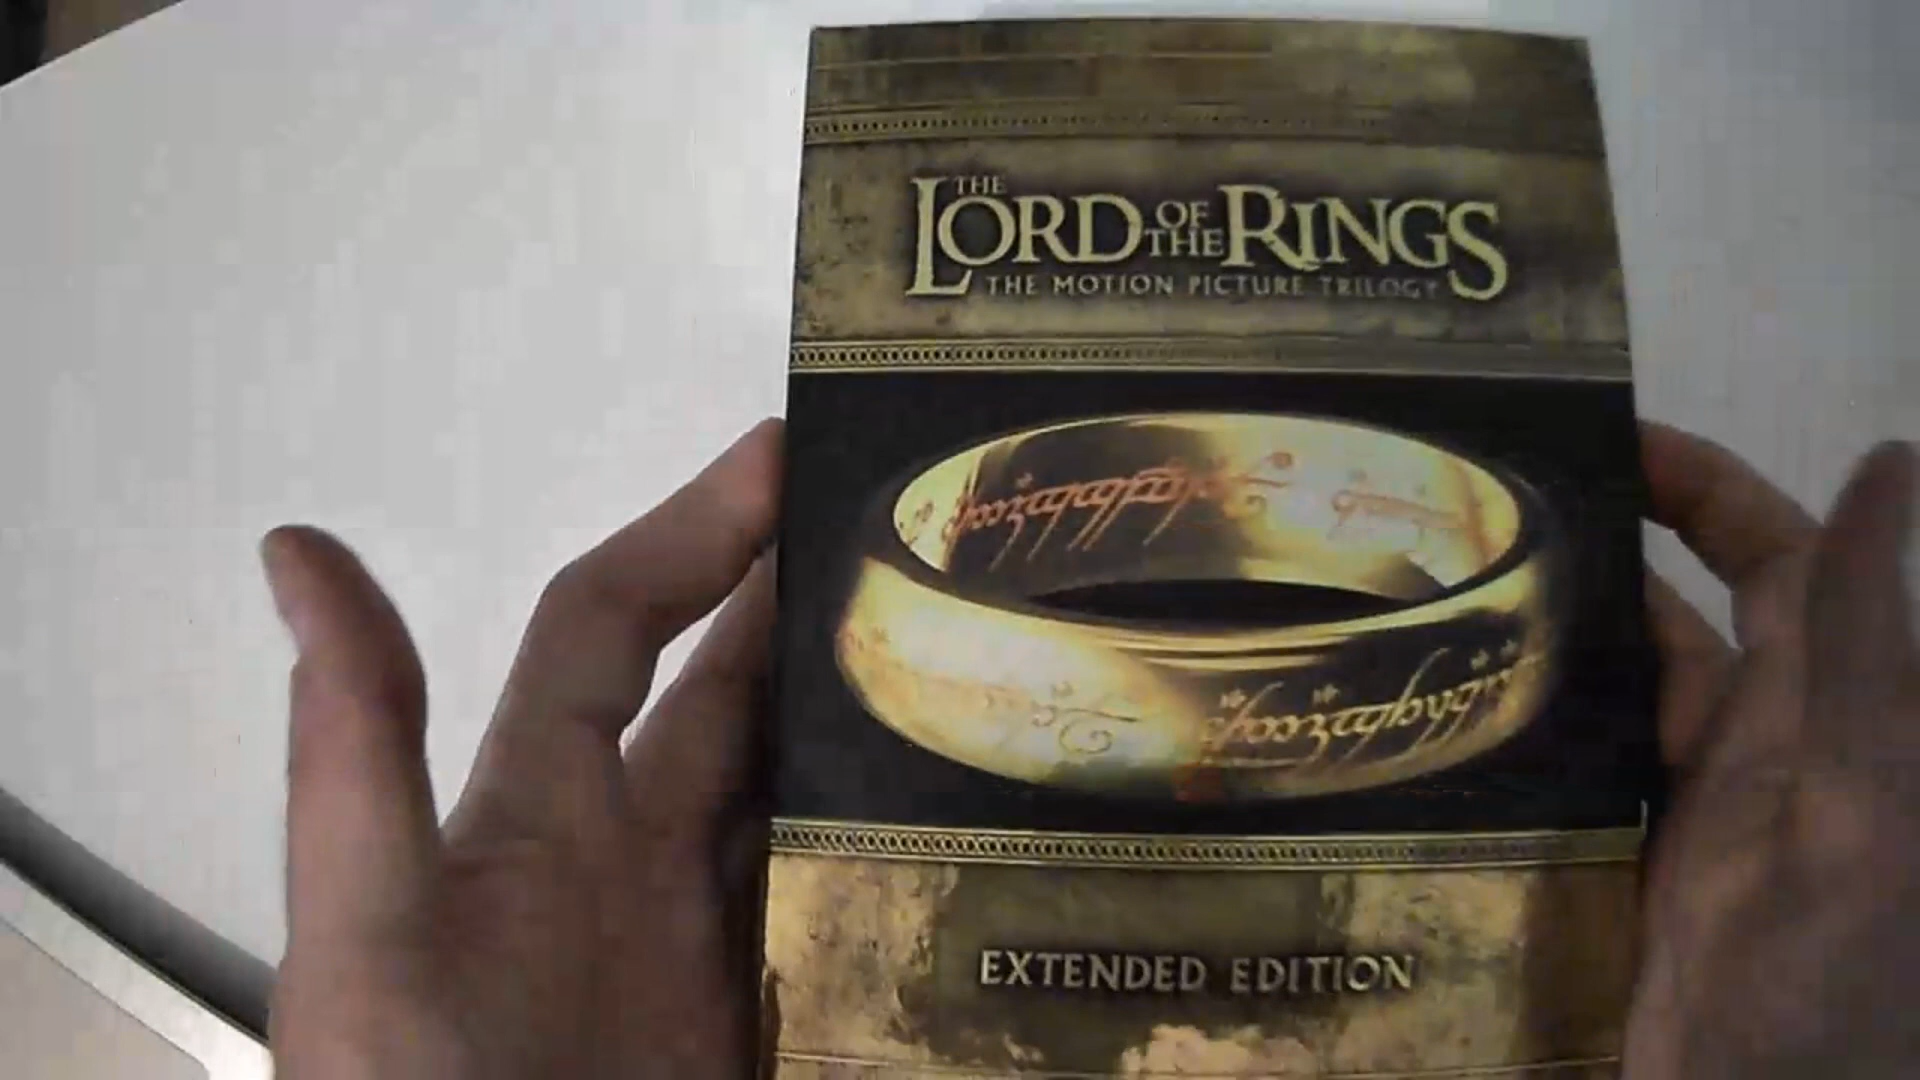 THE
LORD OF THE RINGS
THE MOTION PICTURE TRILOGY
EXTENDED EDITION